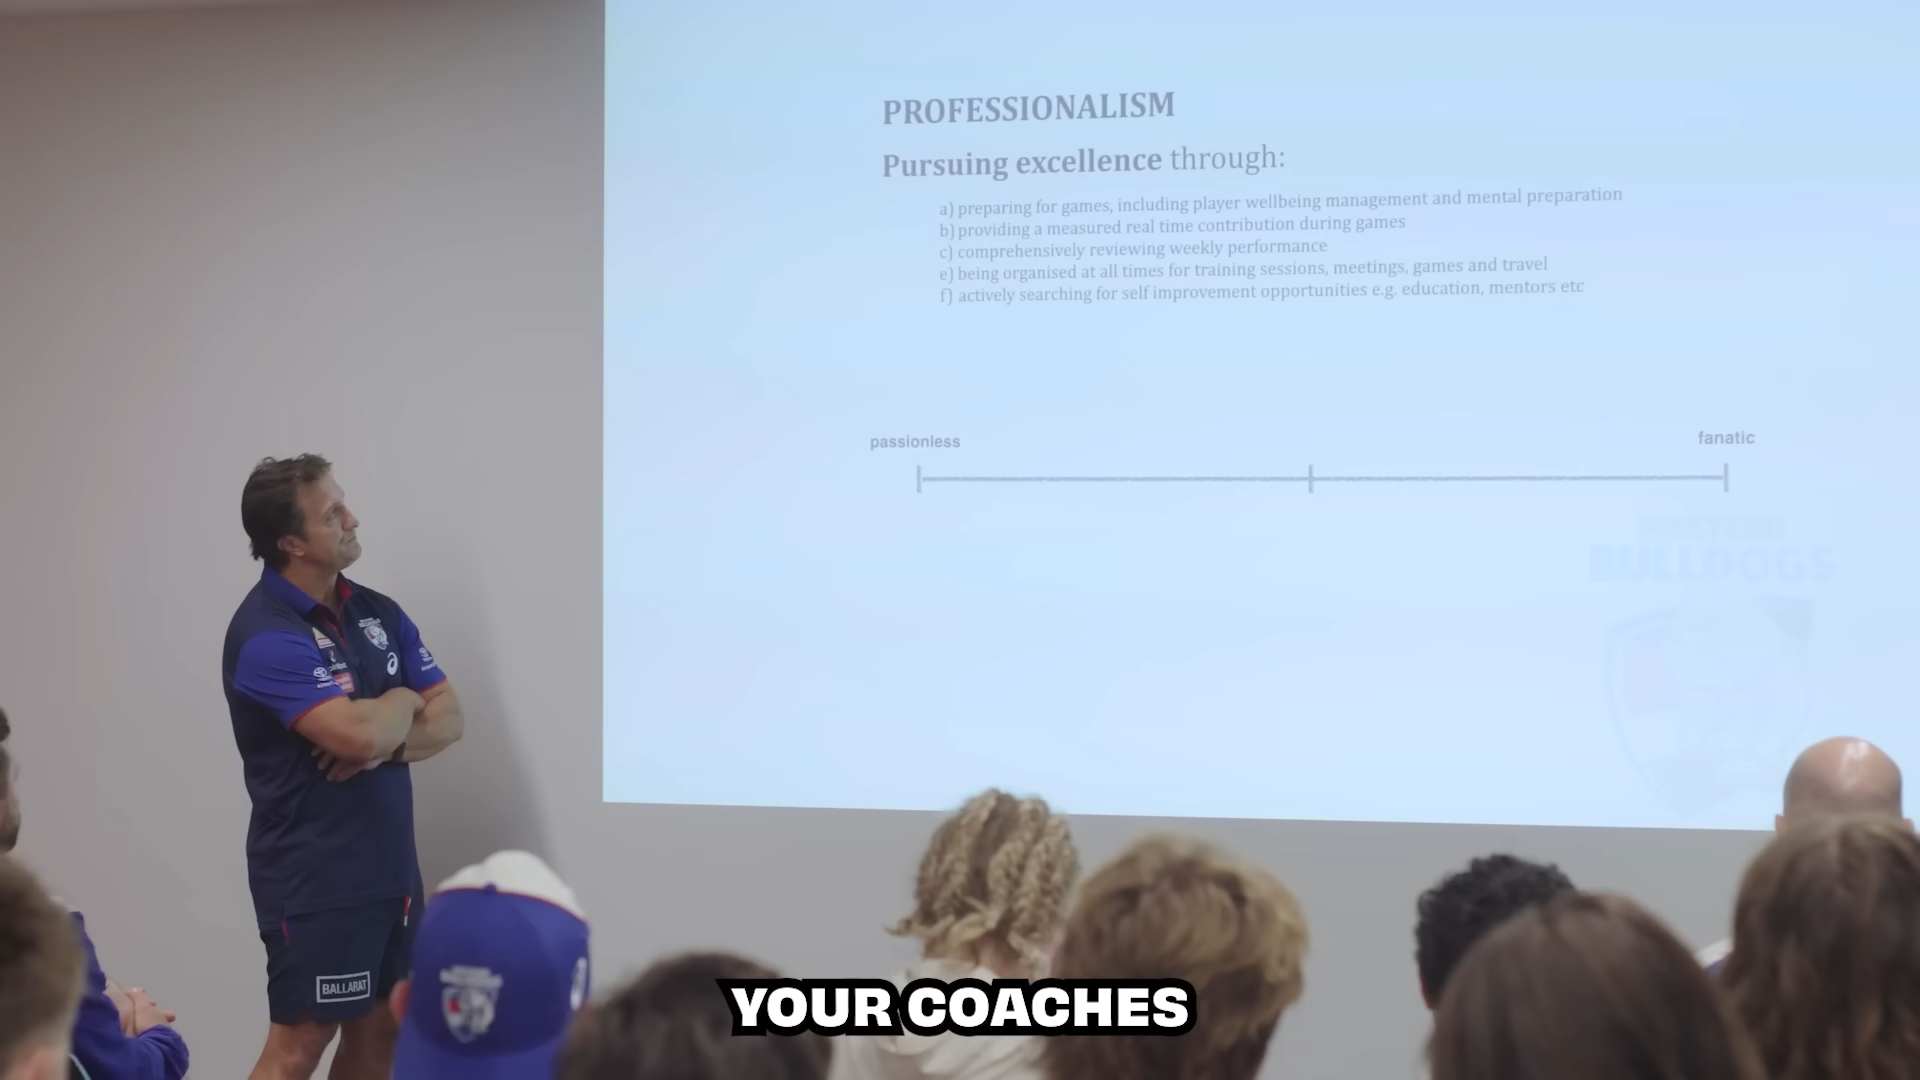 PROFESSIONALISM
Pursuing excellence through:
a) preparing for games, including player wellbeing management and mental preparation
b) providing a measured real time contribution during games
c) comprehensively reviewing weekly performance
e) being organised at all times for training sessions, meetings, games and travel
f) actively searching for self improvement opportunities e.g. education, mentors etc
passionless
fanatic
WESTERN
BULLDOGS
BALLARAT
YOUR COACHES